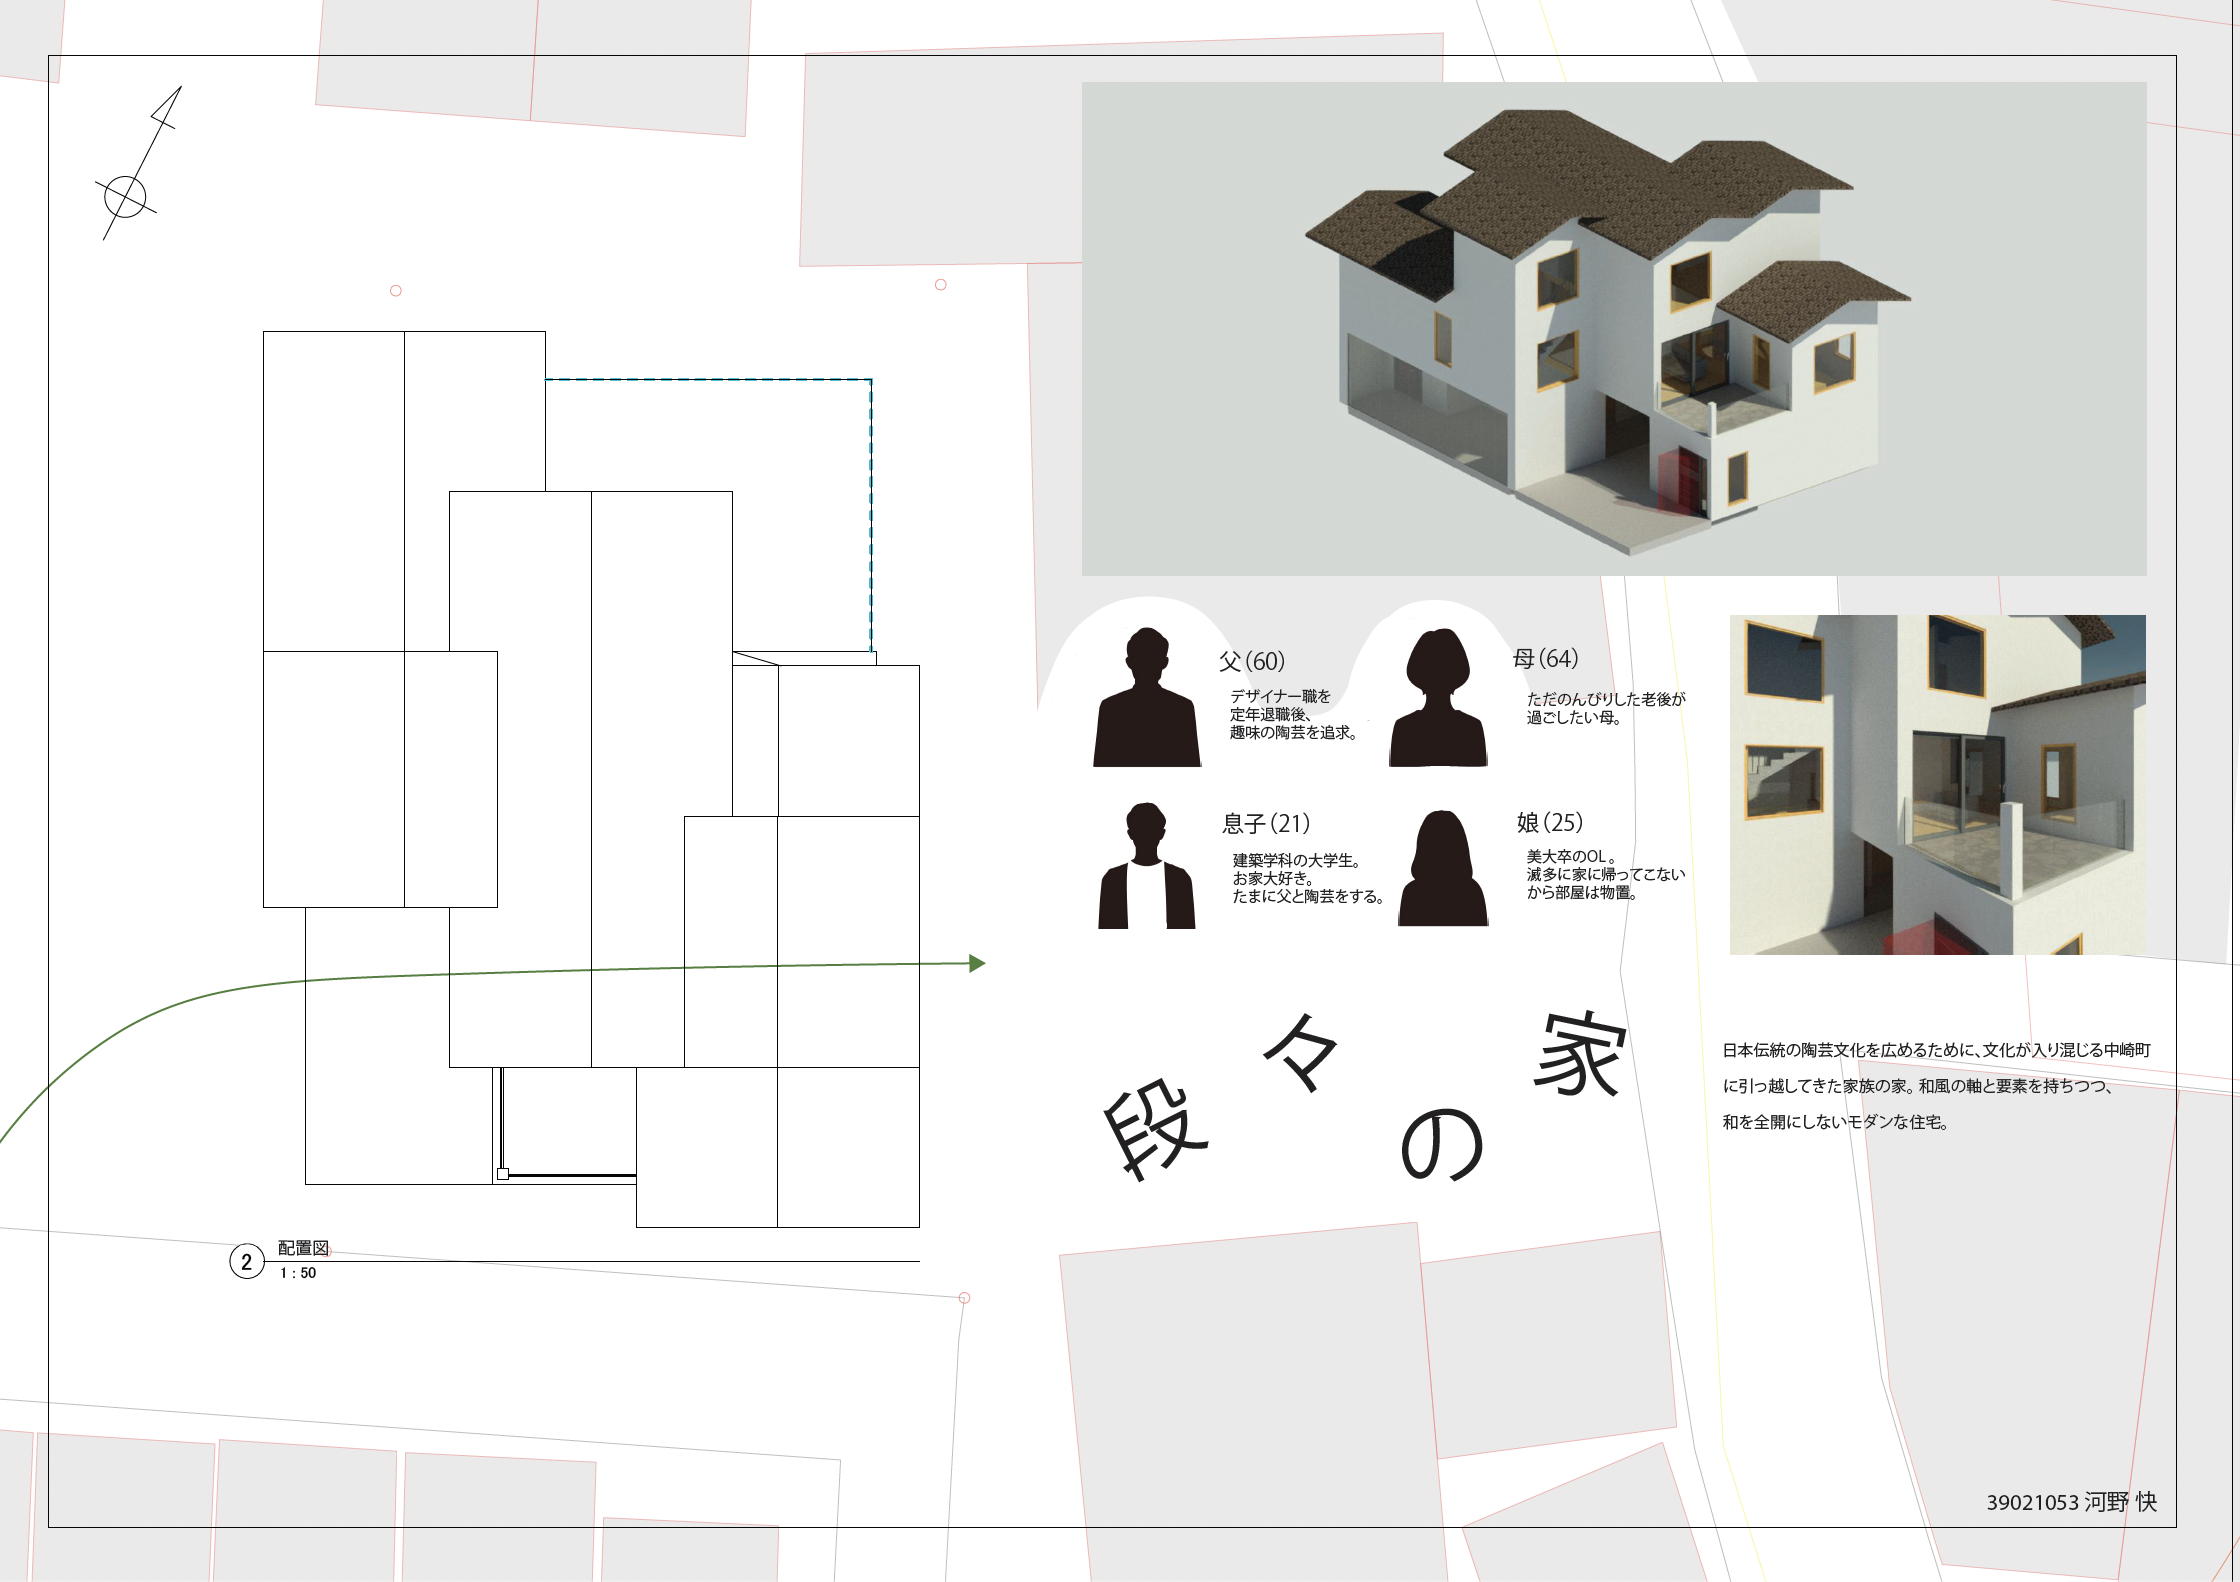 父（60）
デザイナー職を
定年退職後、
趣味の陶芸を追求。
母（64）
ただのんびりした老後が
過ごしたい母。
息子（21）
建築学科の大学生。
お家大好き。
たまに父と陶芸をする。
娘（25）
美大卒のOL。
滅多に家に帰ってこない
から部屋は物置。
段々の家
日本伝統の陶芸文化を広めるために、文化が入り混じる中崎町
に引っ越してきた家族の家。和風の軸と要素を持ちつつ、
和を全開にしないモダンな住宅。
2
配置図
1 : 50
39021053 河野 快